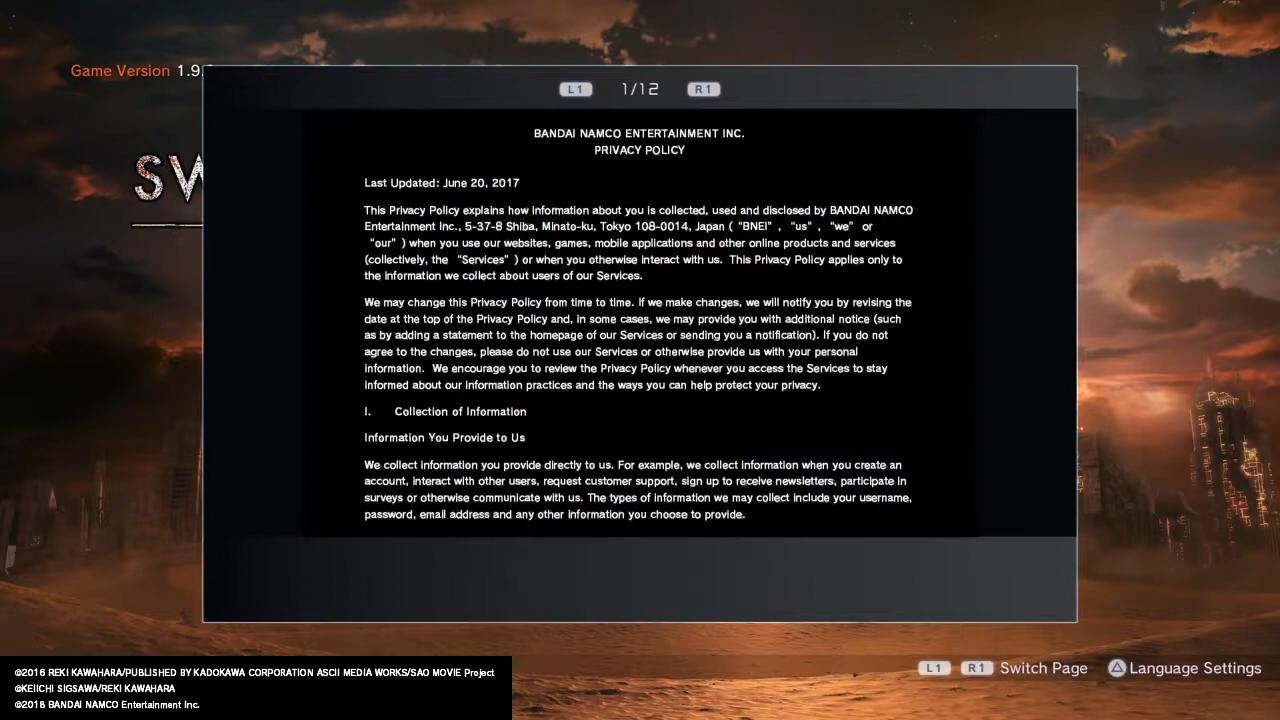 Game Version 1.9.
L1 1/12 R1
SW
BANDAI NAMCO ENTERTAINMENT INC.
PRIVACY POLICY
Last Updated: June 20, 2017
This Privacy Policy explains how information about you is collected, used and disclosed by BANDAI NAMCO
Entertainment Inc., 5-37-8 Shiba, Minato-ku, Tokyo 108-0014, Japan ( “BNEI” , “us” , “we” or
“our” ) when you use our websites, games, mobile applications and other online products and services
(collectively, the “Services” ) or when you otherwise interact with us. This Privacy Policy applies only to
the information we collect about users of our Services.
We may change this Privacy Policy from time to time. If we make changes, we will notify you by revising the
date at the top of the Privacy Policy and, in some cases, we may provide you with additional notice (such
as by adding a statement to the homepage of our Services or sending you a notification). If you do not
agree to the changes, please do not use our Services or otherwise provide us with your personal
information. We encourage you to review the Privacy Policy whenever you access the Services to stay
informed about our information practices and the ways you can help protect your privacy.
I. Collection of Information
Information You Provide to Us
We collect information you provide directly to us. For example, we collect information when you create an
account, interact with other users, request customer support, sign up to receive newsletters, participate in
surveys or otherwise communicate with us. The types of information we may collect include your username,
password, email address and any other information you choose to provide.
L1 R1 Switch Page Language Settings
©2016 REKI KAWAHARA/PUBLISHED BY KADOKAWA CORPORATION ASCII MEDIA WORKS/SAO MOVIE Project
©KEIICHI SIGSAWA/REKI KAWAHARA
©2018 BANDAI NAMCO Entertainment Inc.